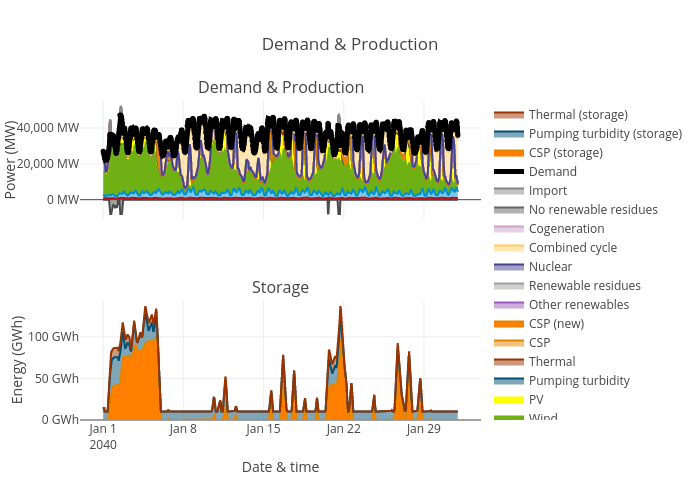 Demand & Production
Demand & Production
Power (MW)
40,000 MW
20,000 MW
0 MW
Storage
Energy (GWh)
100 GWh
50 GWh
0 GWh
Jan 1
2040
Jan 8
Jan 15
Jan 22
Jan 29
Date & time
Thermal (storage)
Pumping turbidity (storage)
CSP (storage)
Demand
Import
No renewable residues
Cogeneration
Combined cycle
Nuclear
Renewable residues
Other renewables
CSP (new)
CSP
Thermal
Pumping turbidity
PV
Wind